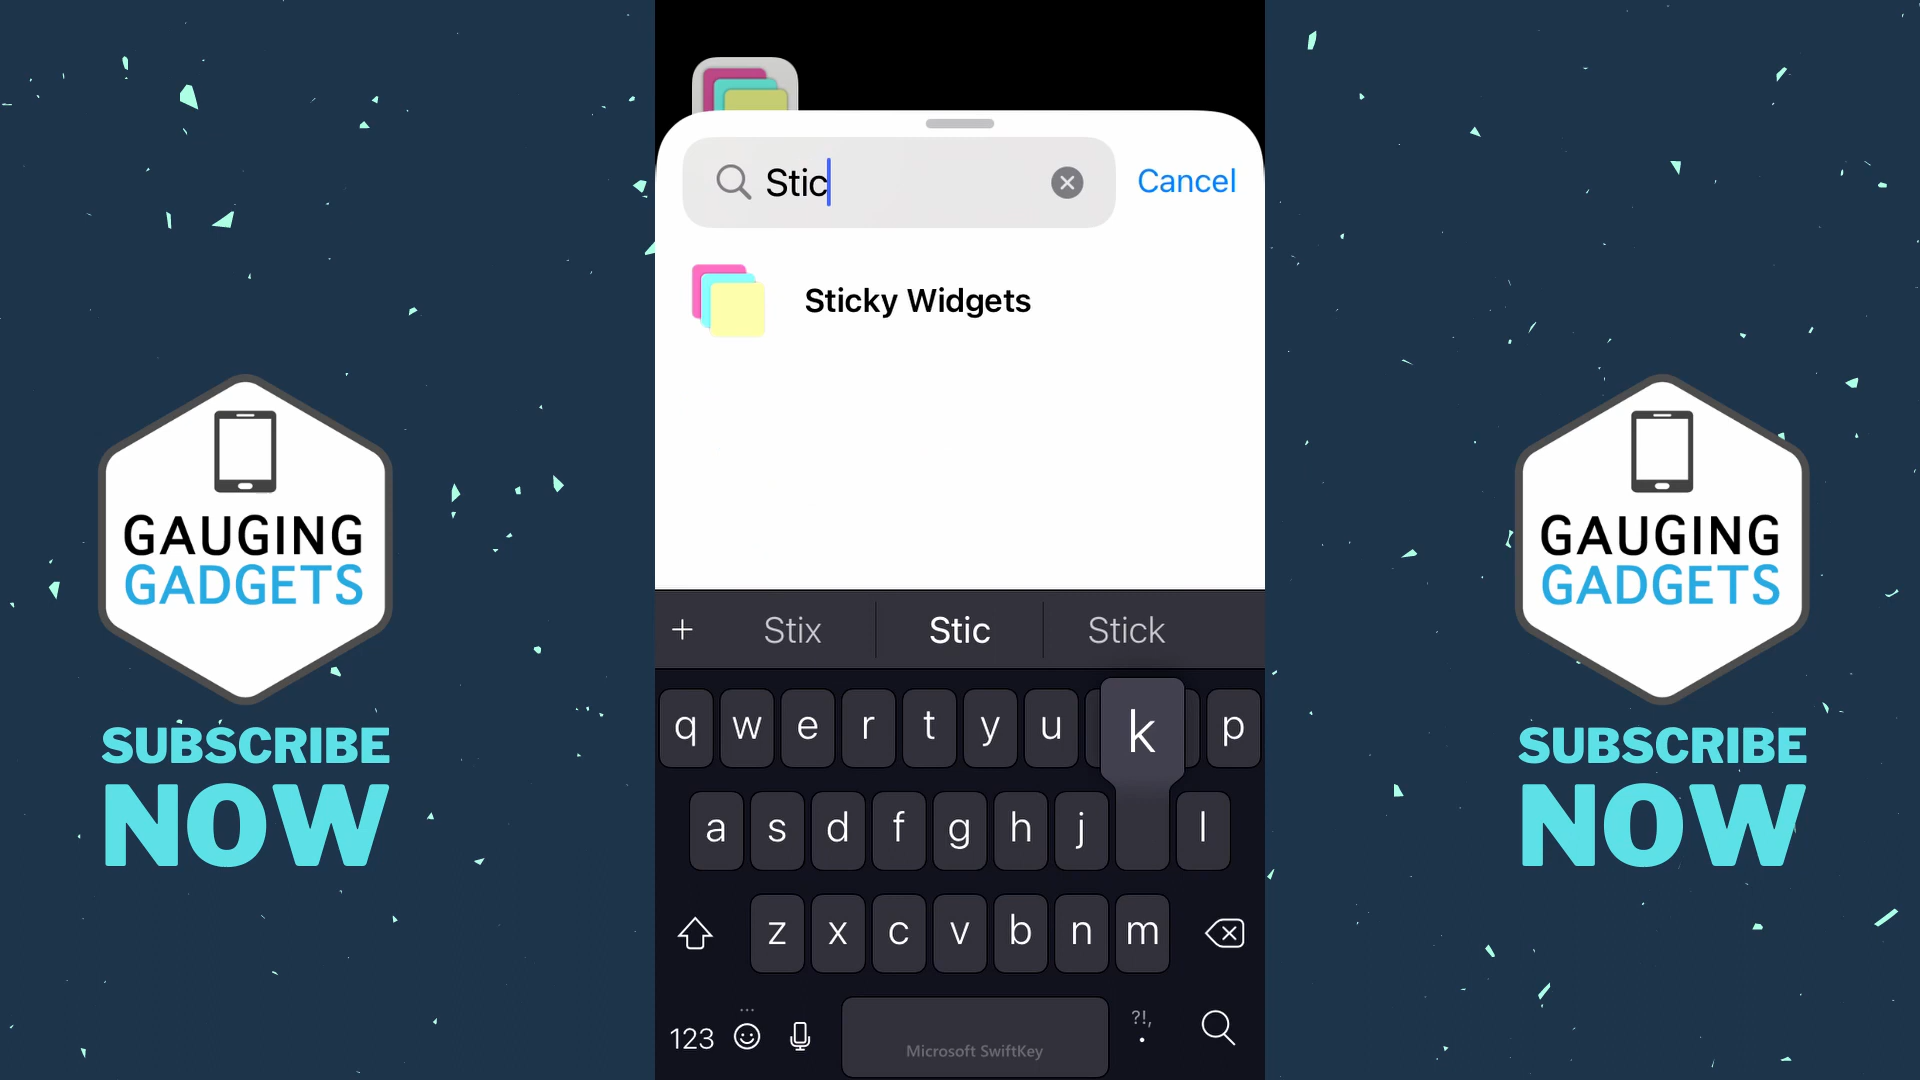 Stic
Cancel
Sticky Widgets
GAUGING
GADGETS
SUBSCRIBE
NOW
GAUGING
GADGETS
SUBSCRIBE
NOW
+ Stix Stic Stick
q w e r t y u k p
a s d f g h j l
z x c v b n m
123 ... ?!, .
Microsoft SwiftKey